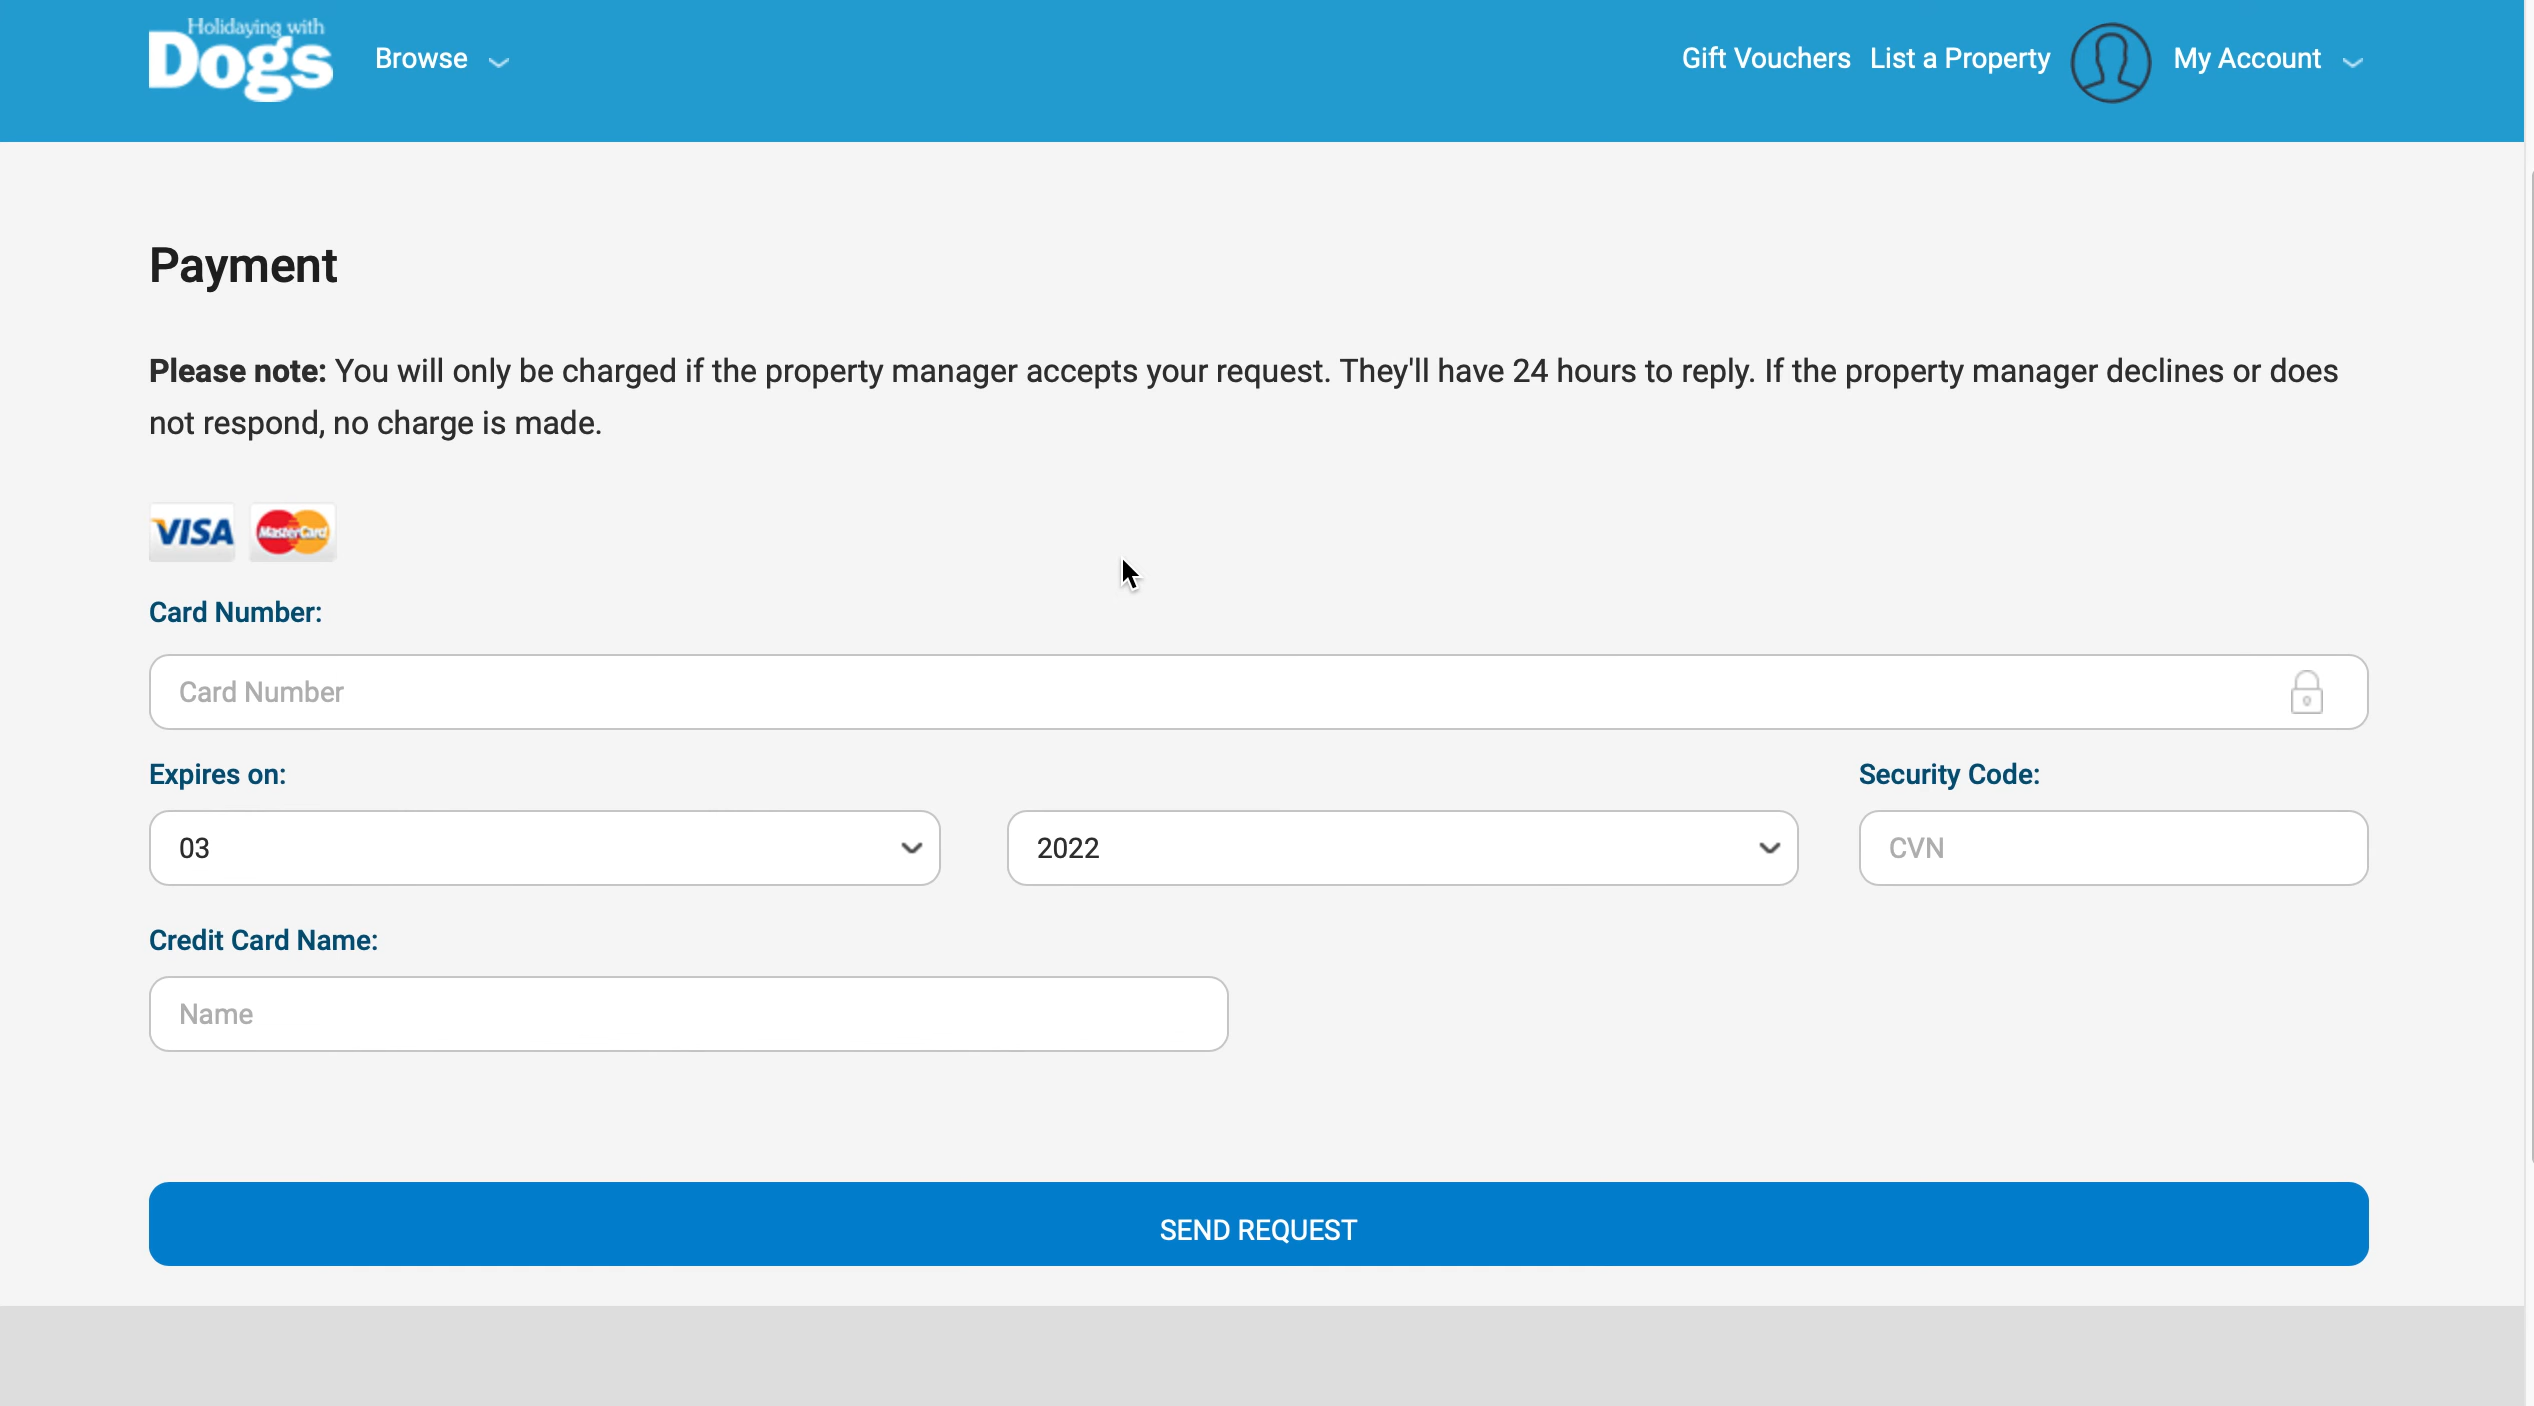 Holidaying with
Dogs
Browse
Gift Vouchers
List a Property
My Account
Payment
Please note: You will only be charged if the property manager accepts your request. They'll have 24 hours to reply. If the property manager declines or does
not respond, no charge is made.
VISA
MasterCard
Card Number:
Card Number
Expires on:
Security Code:
03
2022
CVN
Credit Card Name:
Name
SEND REQUEST